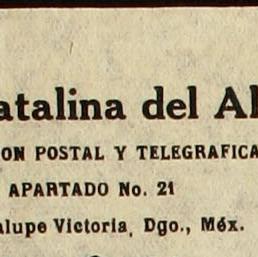 atalina del Al
ON POSTAL Y TELEGRAFICA
APARTADO No. 21
alupe Victoria, Dgo., Méx.